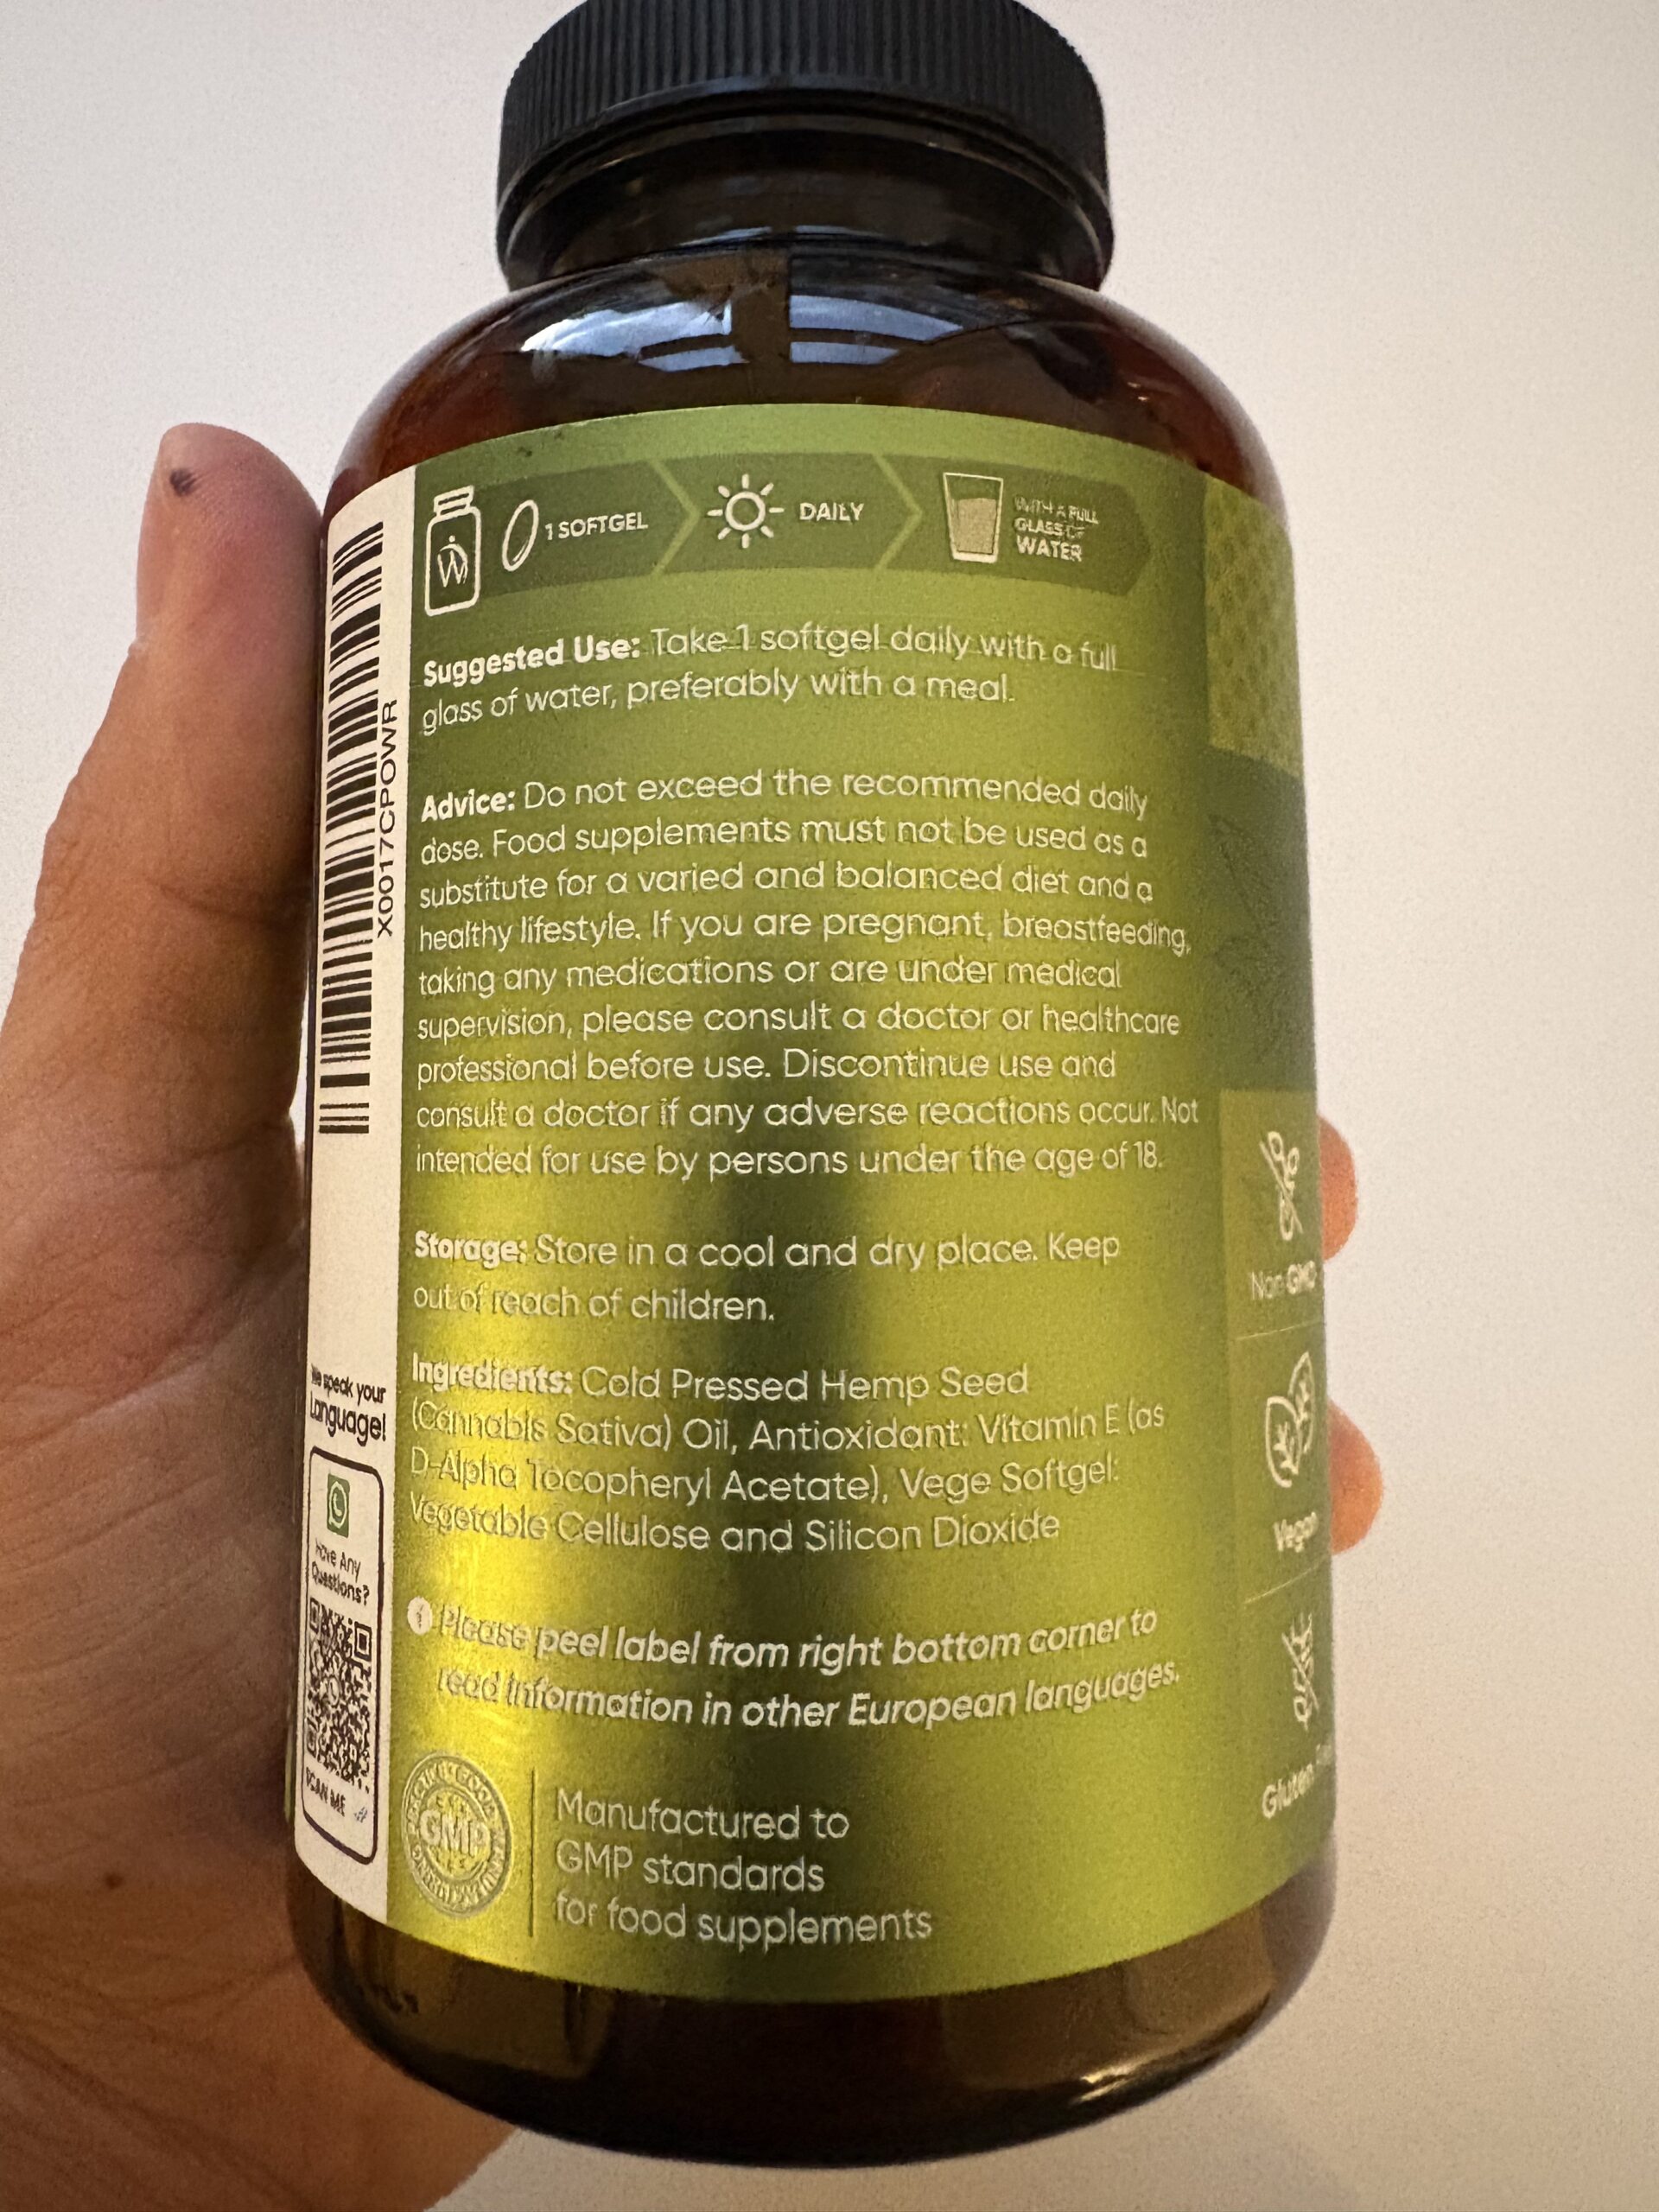 1 SOFTGEL
DAILY
WITH A FULL
GLASS OF
WATER
Suggested Use: Take 1 softgel daily with a full
glass of water, preferably with a meal.
Advice: Do not exceed the recommended daily
dose. Food supplements must not be used as a
substitute for a varied and balanced diet and a
healthy lifestyle. If you are pregnant, breastfeeding,
taking any medications or are under medical
supervision, please consult a doctor or healthcare
professional before use. Discontinue use and
consult a doctor if any adverse reactions occur. Not
intended for use by persons under the age of 18.
Storage: Store in a cool and dry place. Keep
out of reach of children.
Ingredients: Cold Pressed Hemp Seed
(Cannabis Sativa) Oil, Antioxidant: Vitamin E (as
D-Alpha Tocopheryl Acetate), Vege Softgel:
Vegetable Cellulose and Silicon Dioxide
Please peel label from right bottom corner to
read information in other European languages.
GMP
Manufactured to
GMP standards
for food supplements
X0017CPOWR
We speak your
Language!
Have Any
Questions?
SCAN ME
Non
Vegan
Gluten